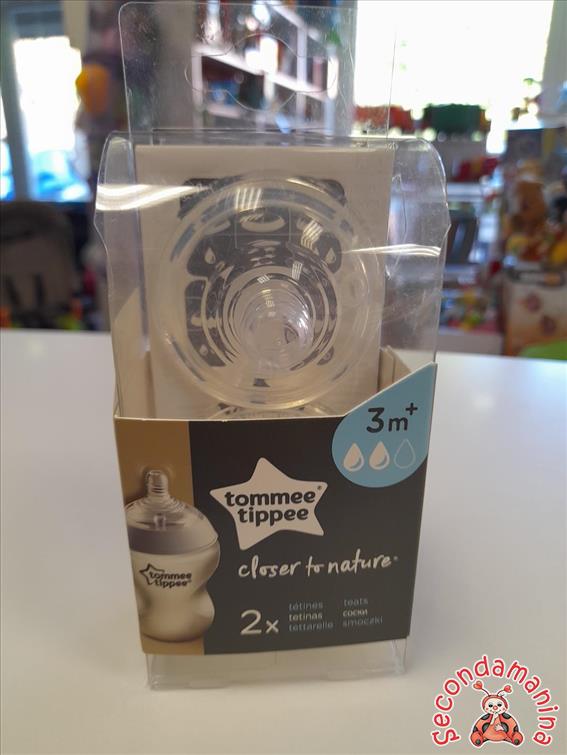 3m+
tommee®
tippee
closer to nature®
tommee
tippee
2x
tétines teats
tetinas соски
tettarelle smoczki
Secondamanina